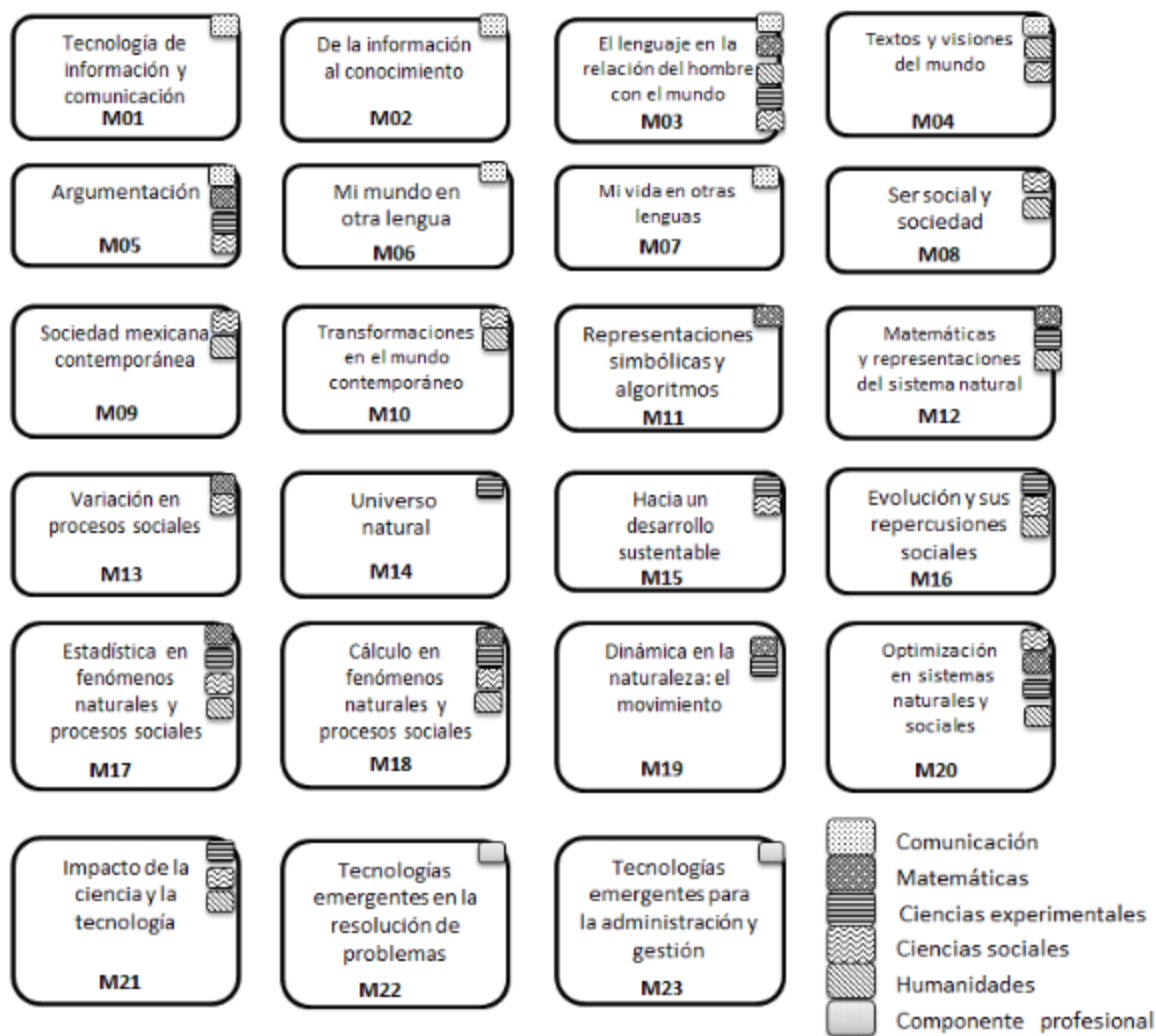 Tecnología de
información y
comunicación
M01
De la información
al conocimiento
M02
El lenguaje en la
relación del hombre
con el mundo
M03
Textos y visiones
del mundo
M04
Argumentación
M05
Mi mundo en
otra lengua
M06
Mi vida en otras
lenguas
M07
Ser social y
sociedad
M08
Sociedad mexicana
contemporánea
M09
Transformaciones
en el mundo
contemporáneo
M10
Representaciones
simbólicas y
algoritmos
M11
Matemáticas
y representaciones
del sistema natural
M12
Variación en
procesos sociales
M13
Universo
natural
M14
Hacia un
desarrollo
sustentable
M15
Evolución y sus
repercusiones
sociales
M16
Estadística en
fenómenos
naturales y
procesos sociales
M17
Cálculo en
fenómenos
naturales y
procesos sociales
M18
Dinámica en la
naturaleza: el
movimiento
M19
Optimización
en sistemas
naturales y
sociales
M20
Impacto de la
ciencia y la
tecnología
M21
Tecnologías
emergentes en la
resolución de
problemas
M22
Tecnologías
emergentes para
la administración y
gestión
M23
Comunicación
Matemáticas
Ciencias experimentales
Ciencias sociales
Humanidades
Componente profesional